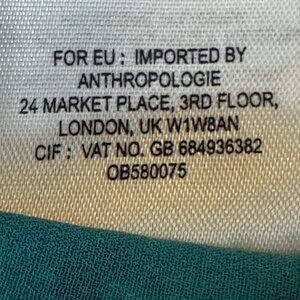 FOR EU : IMPORTED BY
ANTHROPOLOGIE
24 MARKET PLACE, 3RD FLOOR,
LONDON, UK W1W8AN
CIF : VAT NO. GB 684936382
OB580075